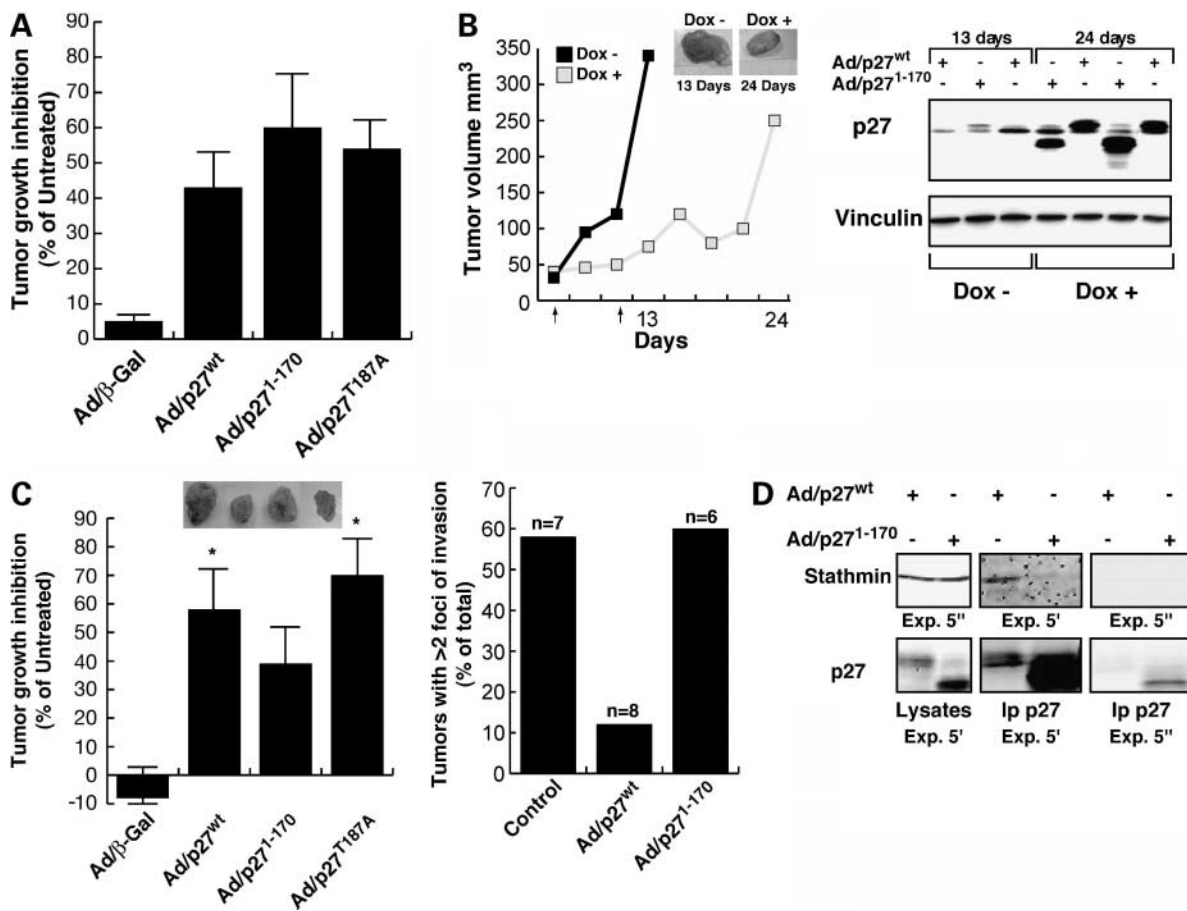 A
Tumor growth inhibition
(% of Untreated)
80
70
60
50
40
30
20
10
0
Ad/β-Gal
Ad/p27wt
Ad/p271-170
Ad/p27T187A
B
Dox -
Dox +
13 Days
24 Days
Dox -
Dox +
Tumor volume mm3
350
300
250
200
150
100
50
0
13
24
Days
13 days
24 days
Ad/p27wt + - + - + - +
Ad/p271-170 - + - + - + -
p27
Vinculin
Dox -
Dox +
C
Tumor growth inhibition
(% of Untreated)
90
80
70
60
50
40
30
20
10
0
-10
*
*
Ad/β-Gal
Ad/p27wt
Ad/p271-170
Ad/p27T187A
Tumors with >2 foci of invasion
(% of total)
70
60
50
40
30
20
10
0
n=7
n=8
n=6
Control
Ad/p27wt
Ad/p271-170
D
Ad/p27wt + - + - + -
Ad/p271-170 - + - + - +
Stathmin
Exp. 5"
Exp. 5'
Exp. 5"
p27
Lysates
Ip p27
Ip p27
Exp. 5'
Exp. 5'
Exp. 5"